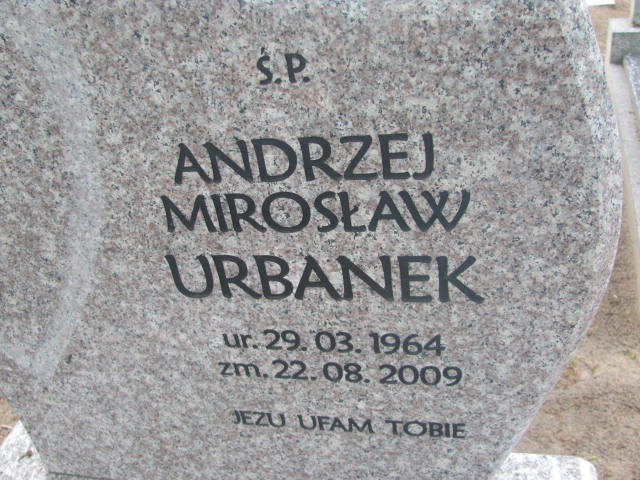 Ś.P.
ANDRZEJ
MIROSŁAW
URBANEK
ur. 29. 03. 1964
zm. 22. 08. 2009
JEZU UFAM TOBIE